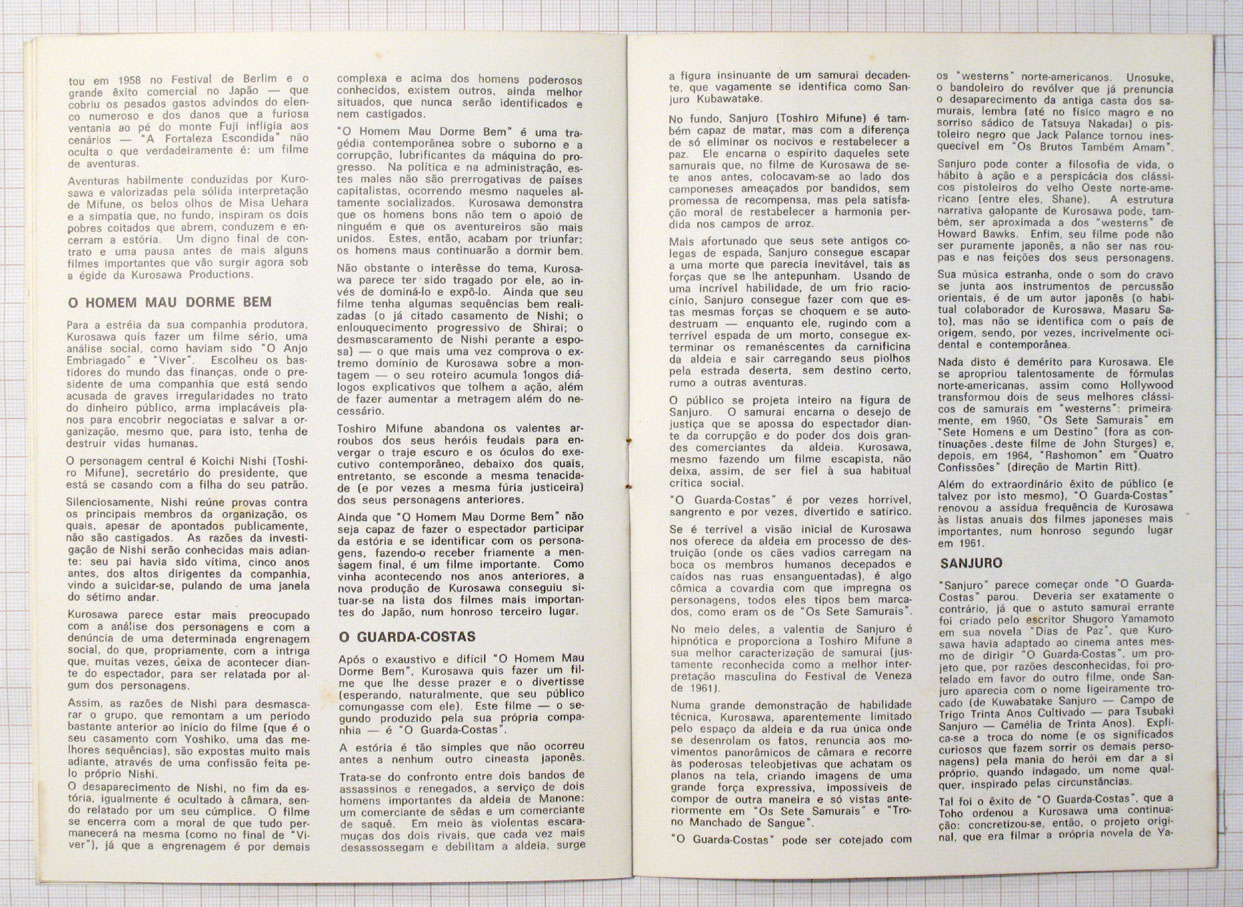 tou em 1958 no Festival de Berlim e o
grande êxito comercial no Japão — que
cobriu os pesados gastos advindos do elen-
co numeroso e dos danos que a furiosa
ventania ao pé do monte Fuji infligia aos
cenários — "A Fortaleza Escondida" não
oculta o que verdadeiramente é: um filme
de aventuras.
Aventuras habilmente conduzidas por Kuro-
sawa e valorizadas pela sólida interpretação
de Mifune, os belos olhos de Misa Uehara
e a simpatia que, no fundo, inspiram os dois
pobres coitados que abrem, conduzem e en-
cerram a estória. Um digno final de con-
trato e uma pausa antes de mais alguns
filmes importantes que vão surgir agora sob
a égide da Kurosawa Productions.
O HOMEM MAU DORME BEM
Para a estréia da sua companhia produtora,
Kurosawa quis fazer um filme sério, uma
análise social, como haviam sido "O Anjo
Embriagado" e "Viver". Escolheu os bas-
tidores do mundo das finanças, onde o pre-
sidente de uma companhia que está sendo
acusada de graves irregularidades no trato
do dinheiro público, arma implacáveis pla-
nos para encobrir negociatas e salvar a or-
ganização, mesmo que, para isto, tenha de
destruir vidas humanas.
O personagem central é Koichi Nishi (Toshi-
ro Mifune), secretário do presidente, que
está se casando com a filha do seu patrão.
Silenciosamente, Nishi reúne provas contra
os principais membros da organização, os
quais, apesar de apontados publicamente,
não são castigados. As razões da investi-
gação de Nishi serão conhecidas mais adian-
te: seu pai havia sido vítima, cinco anos
antes, dos altos dirigentes da companhia,
vindo a suicidar-se, pulando de uma janela
do sétimo andar.
Kurosawa parece estar mais preocupado
com a análise dos personagens e com a
denúncia de uma determinada engrenagem
social, do que, propriamente, com a intriga
que, muitas vezes, deixa de acontecer dian-
te do espectador, para ser relatada por al-
gum dos personagens.
Assim, as razões de Nishi para desmasca-
rar o grupo, que remontam a um período
bastante anterior ao início do filme (que é o
seu casamento com Yoshiko, uma das me-
lhores sequências), são expostas muito mais
adiante, através de uma confissão feita pe-
lo próprio Nishi.
O desaparecimento de Nishi, no fim da es-
tória, igualmente é ocultado à câmara, sen-
do relatado por um seu cúmplice. O filme
se encerra com a moral de que tudo per-
manecerá na mesma (como no final de "Vi-
ver"), já que a engrenagem é por demais
complexa e acima dos homens poderosos
conhecidos, existem outros, ainda melhor
situados, que nunca serão identificados e
nem castigados.
"O Homem Mau Dorme Bem" é uma tra-
gédia contemporânea sobre o suborno e a
corrupção, lubrificantes da máquina do pro-
gresso. Na política e na administração, es-
tes males não são prerrogativas de países
capitalistas, ocorrendo mesmo naqueles al-
tamente socializados. Kurosawa demonstra
que os homens bons não tem o apoio de
ninguém e que os aventureiros são mais
unidos. Estes, então, acabam por triunfar:
os homens maus continuarão a dormir bem.
Não obstante o interêsse do tema, Kurosa-
wa parece ter sido tragado por ele, ao in-
vés de dominá-lo e expô-lo. Ainda que seu
filme tenha algumas sequências bem reali-
zadas (o já citado casamento de Nishi; o
enlouquecimento progressivo de Shirai; o
desmascaramento de Nishi perante a espo-
sa) — o que mais uma vez comprova o ex-
tremo domínio de Kurosawa sobre a mon-
tagem — o seu roteiro acumula longos diá-
logos explicativos que tolhem a ação, além
de fazer aumentar a metragem além do ne-
cessário.
Toshiro Mifune abandona os valentes ar-
roubos dos seus heróis feudais para en-
vergar o traje escuro e os óculos do exe-
cutivo contemporâneo, debaixo dos quais,
entretanto, se esconde a mesma tenacida-
de (e por vezes a mesma fúria justiceira)
dos seus personagens anteriores.
Ainda que "O Homem Mau Dorme Bem" não
seja capaz de fazer o espectador participar
da estória e se identificar com os persona-
gens, fazendo-o receber friamente a men-
sagem final, é um filme importante. Como
vinha acontecendo nos anos anteriores, a
nova produção de Kurosawa conseguiu si-
tuar-se na lista dos filmes mais importan-
tes do Japão, num honroso terceiro lugar.
O GUARDA-COSTAS
Após o exaustivo e difícil "O Homem Mau
Dorme Bem", Kurosawa quis fazer um fil-
me que lhe desse prazer e o divertisse
(esperando, naturalmente, que seu público
comungasse com ele). Este filme — o se-
gundo produzido pela sua própria compa-
nhia — é "O Guarda-Costas".
A estória é tão simples que não ocorreu
antes a nenhum outro cineasta japonês.
Trata-se do confronto entre dois bandos de
assassinos e renegados, a serviço de dois
homens importantes da aldeia de Manone:
um comerciante de sêdas e um comerciante
de saquê. Em meio às violentas escara-
muças dos dois rivais, que cada vez mais
desassossegam e debilitam a aldeia, surge
a figura insinuante de um samurai decaden-
te, que vagamente se identifica como San-
juro Kubawatake.
No fundo, Sanjuro (Toshiro Mifune) é tam-
bém capaz de matar, mas com a diferença
de só eliminar os nocivos e restabelecer a
paz. Ele encarna o espírito daqueles sete
samurais que, no filme de Kurosawa de se-
te anos antes, colocavam-se ao lado dos
camponeses ameaçados por bandidos, sem
promessa de recompensa, mas pela satisfa-
ção moral de restabelecer a harmonia per-
dida nos campos de arroz.
Mais afortunado que seus sete antigos co-
legas de espada, Sanjuro consegue escapar
a uma morte que parecia inevitável, tais as
forças que se lhe antepunham. Usando de
uma incrível habilidade, de um frio racio-
cínio, Sanjuro consegue fazer com que es-
tas mesmas forças se choquem e se auto-
destruam — enquanto ele, rugindo com a
terrível espada de um morto, consegue ex-
terminar os remanescentes da carnificina
da aldeia e sair carregando seus piolhos
pela estrada deserta, sem destino certo,
rumo a outras aventuras.
O público se projeta inteiro na figura de
Sanjuro. O samurai encarna o desejo de
justiça que se apossa do espectador dian-
te da corrupção e do poder dos dois gran-
des comerciantes da aldeia. Kurosawa,
mesmo fazendo um filme escapista, não
deixa, assim, de ser fiel à sua habitual
crítica social.
"O Guarda-Costas" é por vezes horrível,
sangrento e por vezes, divertido e satírico.
Se é terrível a visão inicial de Kurosawa
nos oferece da aldeia em processo de des-
truição (onde os cães vadios carregam na
boca os membros humanos decepados e
caídos nas ruas ensanguentadas), é algo
cômica a covardia com que impregna os
personagens, todos eles tipos bem marca-
dos, como eram os de "Os Sete Samurais".
No meio deles, a valentia de Sanjuro é
hipnótica e proporciona a Toshiro Mifune a
sua melhor caracterização de samurai (jus-
tamente reconhecida como a melhor inter-
pretação masculina do Festival de Veneza
de 1961).
Numa grande demonstração de habilidade
técnica, Kurosawa, aparentemente limitado
pelo espaço da aldeia e da rua única onde
se desenrolam os fatos, renuncia aos mo-
vimentos panorâmicos de câmara e recorre
às poderosas teleobjetivas que achatam os
planos na tela, criando imagens de uma
grande força expressiva, impossíveis de
compor de outra maneira e só vistas ante-
riormente em "Os Sete Samurais" e "Tro-
no Manchado de Sangue".
"O Guarda-Costas" pode ser cotejado com
os "westerns" norte-americanos. Unosuke,
o bandoleiro do revólver que já prenuncia
o desaparecimento da antiga casta dos sa-
murais, lembra (até no físico magro e no
sorriso sádico de Tatsuya Nakadai) o pis-
toleiro negro que Jack Palance tornou ines-
quecível em "Os Brutos Também Amam".
Sanjuro pode conter a filosofia de vida, o
hábito à ação e a perspicácia dos clássi-
cos pistoleiros do velho Oeste norte-ame-
ricano (entre eles, Shane). A estrutura
narrativa galopante de Kurosawa pode, tam-
bém, ser aproximada a dos "westerns" de
Howard Bawks. Enfim, seu filme pode não
ser puramente japonês, a não ser nas rou-
pas e nas feições dos seus personagens.
Sua música estranha, onde o som do cravo
se junta aos instrumentos de percussão
orientais, é de um autor japonês (o habi-
tual colaborador de Kurosawa, Masaru Sa-
to), mas não se identifica com o país de
origem, sendo, por vezes, incrivelmente oci-
dental e contemporânea.
Nada disto é demérito para Kurosawa. Ele
se apropriou talentosamente de fórmulas
norte-americanas, assim como Hollywood
transformou dois de seus melhores clássi-
cos de samurais em "westerns": primeira-
mente, em 1960, "Os Sete Samurais" em
"Sete Homens e um Destino" (fora as con-
tinuações deste filme de John Sturges) e,
depois, em 1964, "Rashomon" em "Quatro
Confissões" (direção de Martin Ritt).
Além do extraordinário êxito de público (e
talvez por isto mesmo), "O Guarda-Costas"
renovou a assídua frequência de Kurosawa
às listas anuais dos filmes japoneses mais
importantes, num honroso segundo lugar
em 1961.
SANJURO
"Sanjuro" parece começar onde "O Guarda-
Costas" parou. Deveria ser exatamente o
contrário, já que o astuto samurai errante
foi criado pelo escritor Shugoro Yamamoto
em sua novela "Dias de Paz", que Kuro-
sawa havia adaptado ao cinema antes mes-
mo de dirigir "O Guarda-Costas", um pro-
jeto que, por razões desconhecidas, foi pro-
telado em favor do outro filme, onde San-
juro aparecia com o nome ligeiramente tro-
cado (de Kuwabatake Sanjuro — Campo de
Trigo Trinta Anos Cultivado — para Tsubaki
Sanjuro — Camélia de Trinta Anos). Expli-
ca-se a troca do nome (e os significados
curiosos que fazem sorrir os demais perso-
nagens) pela mania do herói em dar a si
próprio, quando indagado, um nome qual-
quer, inspirado pelas circunstâncias.
Tal foi o êxito de "O Guarda-Costas", que a
Toho ordenou a Kurosawa uma continua-
ção: concretizou-se, então, o projeto origi-
nal, que era filmar a própria novela de Ya-